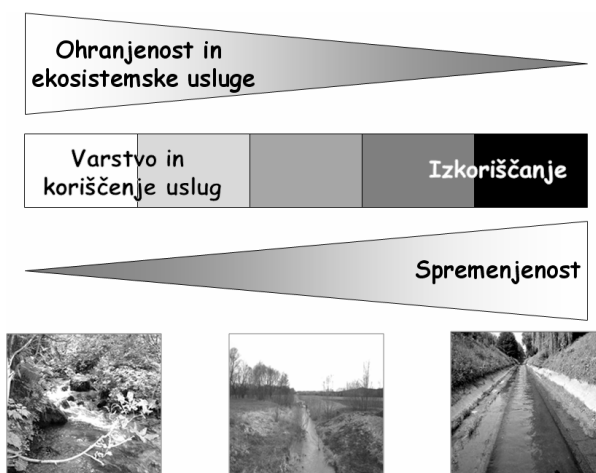 Ohranjenost in
ekosistemske usluge
Varstvo in
koriščenje uslug
Izkoriščanje
Spremenjenost